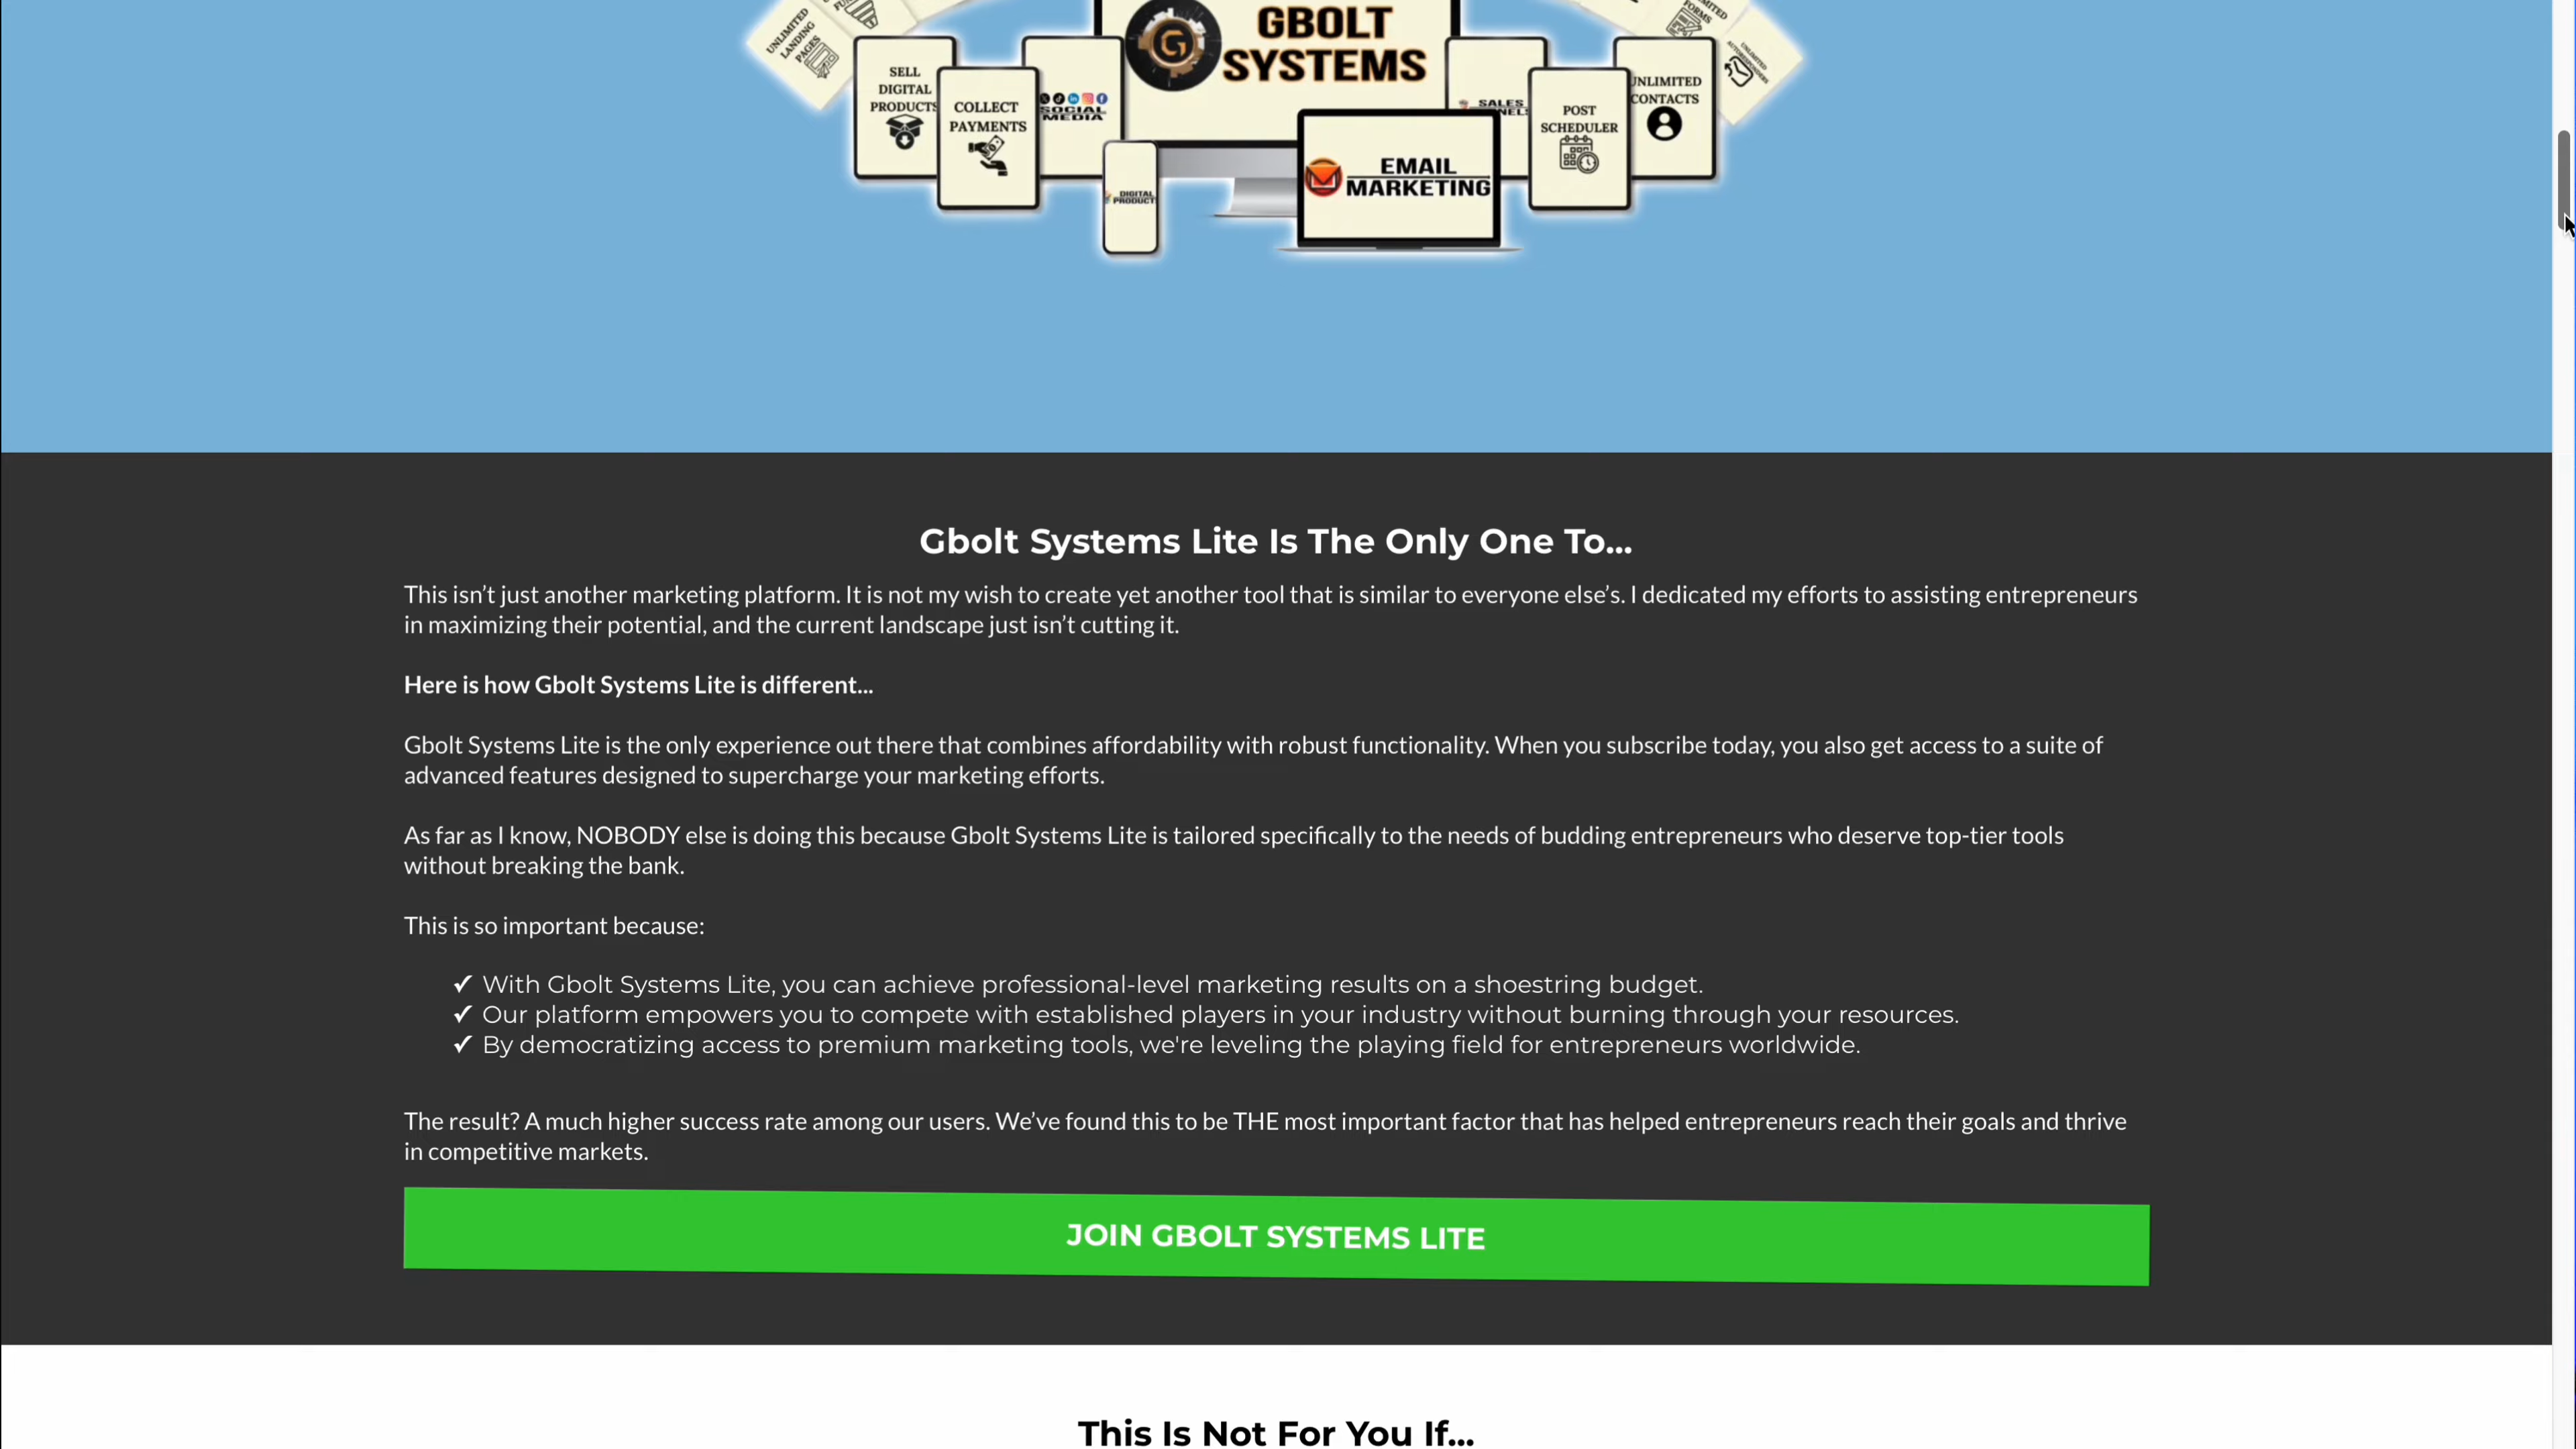 UNLIMITED
LANDING
PAGES
SELL
DIGITAL
PRODUCTS
COLLECT
PAYMENTS
SOCIAL
MEDIA
DIGITAL
PRODUCT
GBOLT
SYSTEMS
EMAIL
MARKETING
SALES
POST
SCHEDULER
UNLIMITED
CONTACTS
FORMS
UNLIMITED
Gbolt Systems Lite Is The Only One To...
This isn’t just another marketing platform. It is not my wish to create yet another tool that is similar to everyone else’s. I dedicated my efforts to assisting entrepreneurs
in maximizing their potential, and the current landscape just isn’t cutting it.
Here is how Gbolt Systems Lite is different...
Gbolt Systems Lite is the only experience out there that combines affordability with robust functionality. When you subscribe today, you also get access to a suite of
advanced features designed to supercharge your marketing efforts.
As far as I know, NOBODY else is doing this because Gbolt Systems Lite is tailored specifically to the needs of budding entrepreneurs who deserve top-tier tools
without breaking the bank.
This is so important because:
✓ With Gbolt Systems Lite, you can achieve professional-level marketing results on a shoestring budget.
✓ Our platform empowers you to compete with established players in your industry without burning through your resources.
✓ By democratizing access to premium marketing tools, we're leveling the playing field for entrepreneurs worldwide.
The result? A much higher success rate among our users. We’ve found this to be THE most important factor that has helped entrepreneurs reach their goals and thrive
in competitive markets.
JOIN GBOLT SYSTEMS LITE
This Is Not For You If...